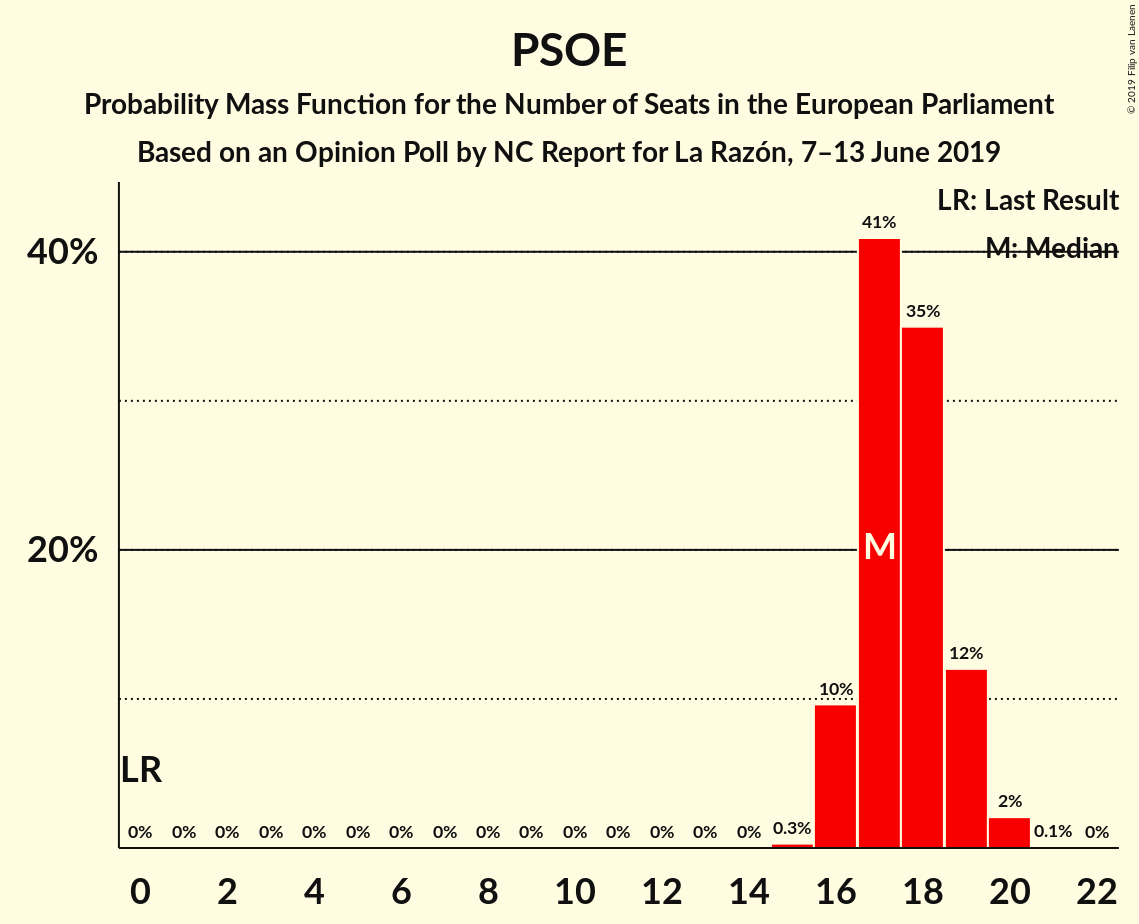 PSOE
Probability Mass Function for the Number of Seats in the European Parliament
Based on an Opinion Poll by NC Report for La Razón, 7–13 June 2019
© 2019 Filip van Laenen
LR: Last Result
M: Median
40%
20%
41%
35%
12%
10%
2%
0.3%
0.1%
M
LR
0% 0% 0% 0% 0% 0% 0% 0% 0% 0% 0% 0% 0% 0% 0% 0%
0 2 4 6 8 10 12 14 16 18 20 22